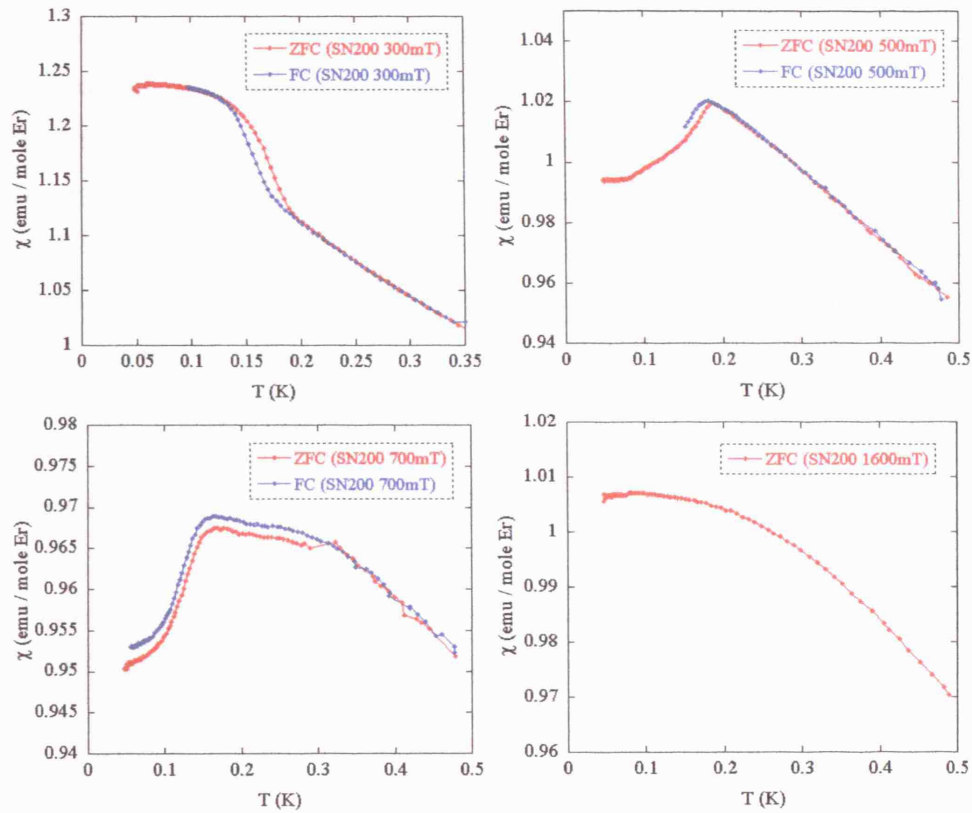 1.3
1.25
1.2
1.15
1.1
1.05
1
χ (emu / mole Er)
ZFC (SN200 300mT)
FC (SN200 300mT)
0 0.05 0.1 0.15 0.2 0.25 0.3 0.35
T (K)
1.04
1.02
1
0.98
0.96
0.94
χ (emu / mole Er)
ZFC (SN200 500mT)
FC (SN200 500mT)
0 0.1 0.2 0.3 0.4 0.5
T (K)
0.98
0.975
0.97
0.965
0.96
0.955
0.95
0.945
0.94
χ (emu / mole Er)
ZFC (SN200 700mT)
FC (SN200 700mT)
0 0.1 0.2 0.3 0.4 0.5
T (K)
1.02
1.01
1
0.99
0.98
0.97
0.96
χ (emu / mole Er)
ZFC (SN200 1600mT)
0 0.1 0.2 0.3 0.4 0.5
T (K)